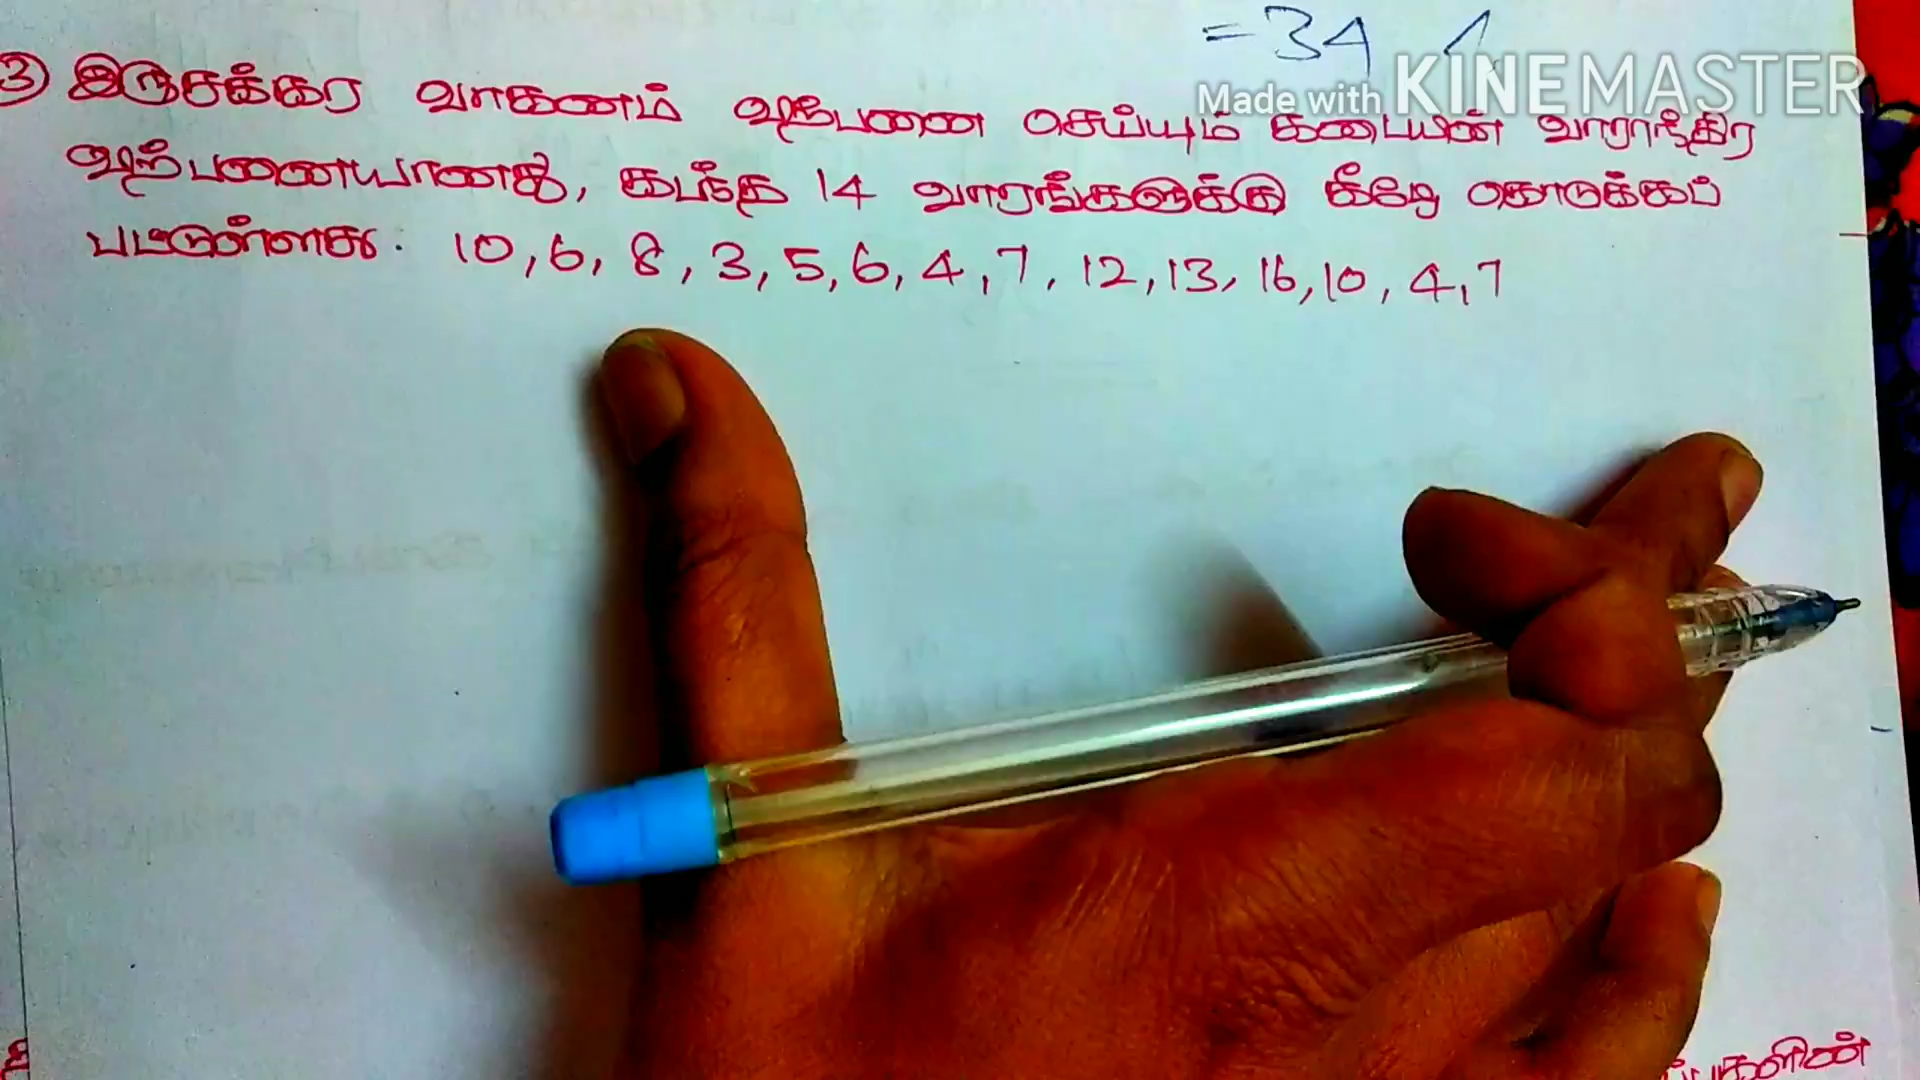 = 34
Made with KINEMASTER
3) இருசக்கர வாகனம் விற்பனை செய்யும் கடையின் வாராந்திர
விற்பனையானது, கடந்த 14 வாரங்களுக்கு கீழே கொடுக்கப்
பட்டுள்ளது. 10, 6, 8, 3, 5, 6, 4, 7, 12, 13, 16, 10, 4, 7